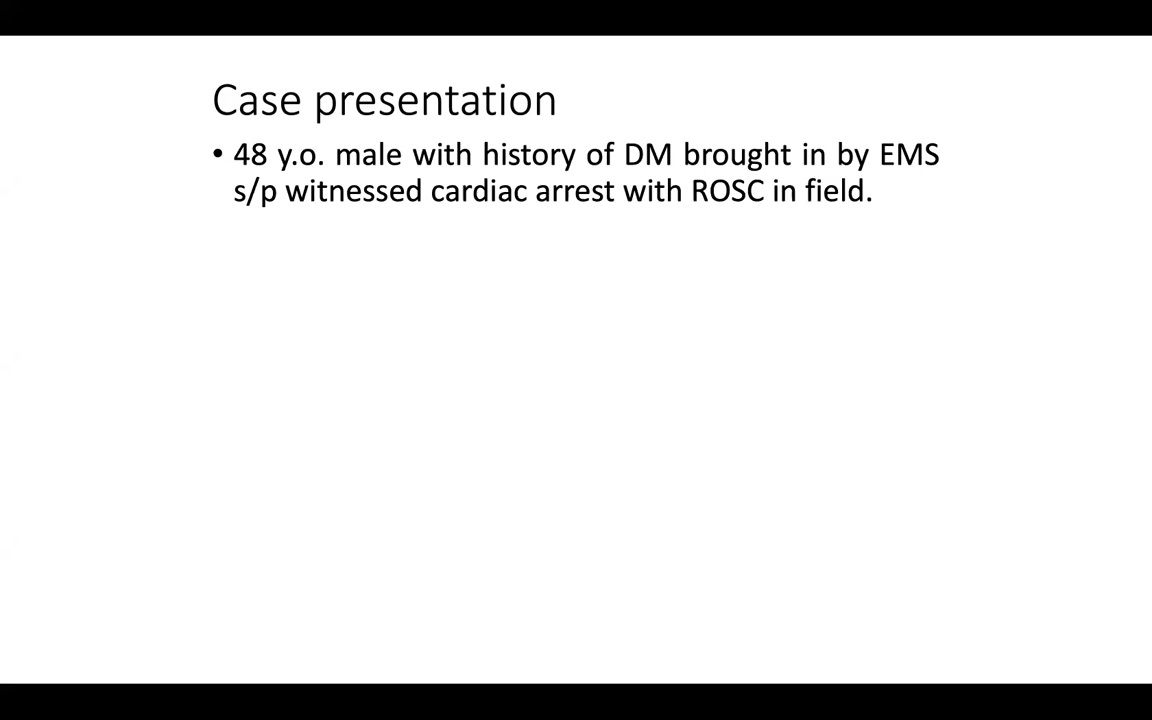 Case presentation
• 48 y.o. male with history of DM brought in by EMS
s/p witnessed cardiac arrest with ROSC in field.